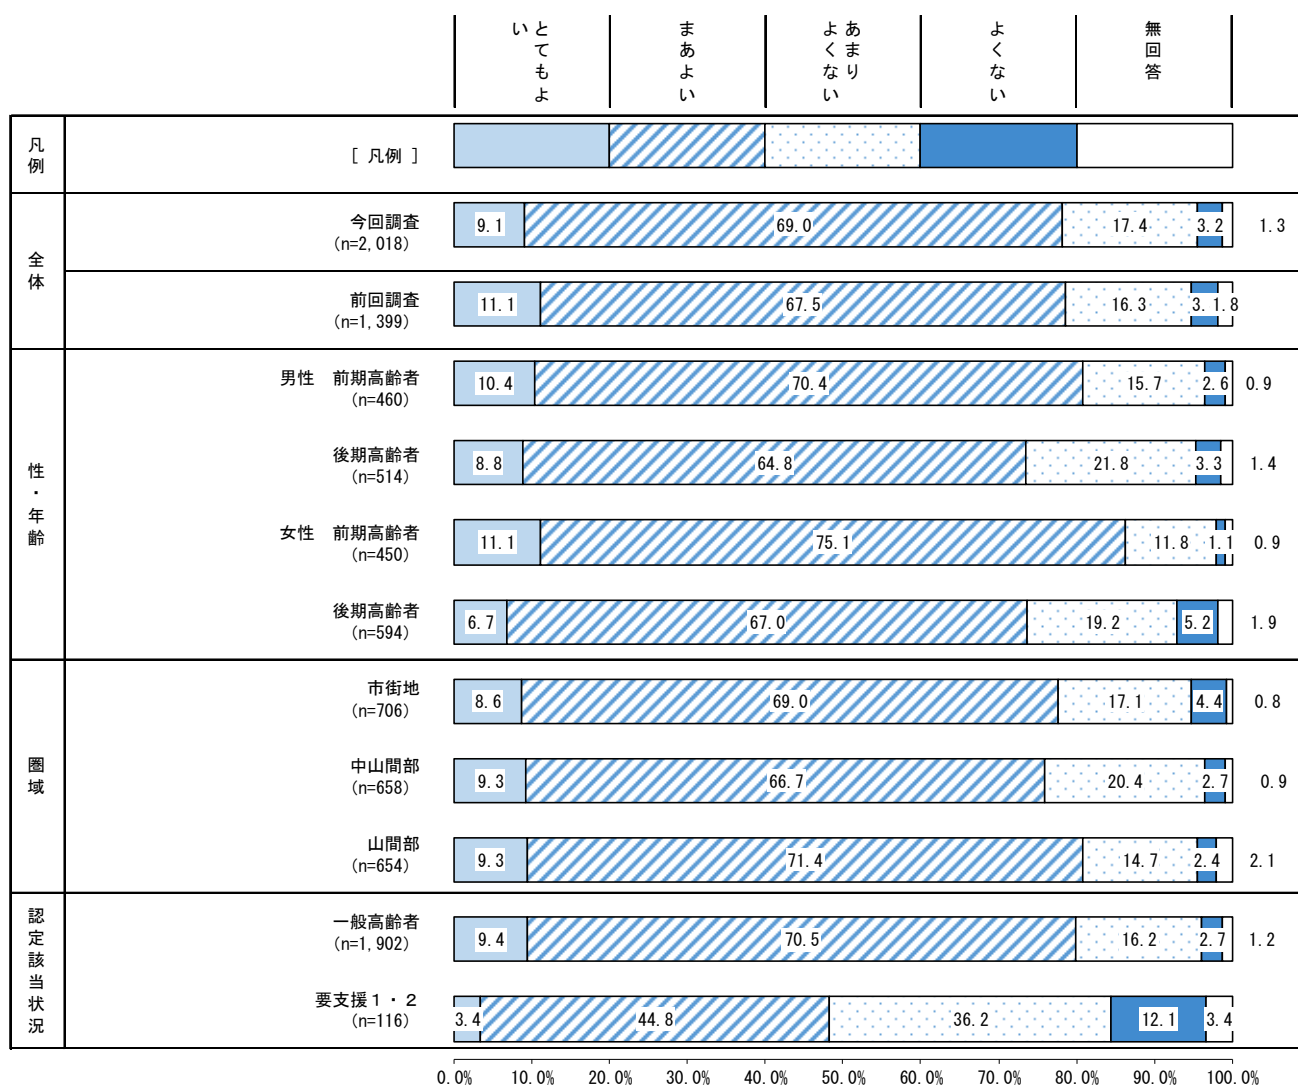 とてもよい
まあよい
あまりよくない
よくない
無回答
凡例
[ 凡例 ]
全体
今回調査
(n=2,018)
9.1 69.0 17.4 3.2 1.3
前回調査
(n=1,399)
11.1 67.5 16.3 3. 1.8
性・年齢
男性 前期高齢者
(n=460)
10.4 70.4 15.7 2.6 0.9
後期高齢者
(n=514)
8.8 64.8 21.8 3.3 1.4
女性 前期高齢者
(n=450)
11.1 75.1 11.8 1.1 0.9
後期高齢者
(n=594)
6.7 67.0 19.2 5.2 1.9
圏域
市街地
(n=706)
8.6 69.0 17.1 4.4 0.8
中山間部
(n=658)
9.3 66.7 20.4 2.7 0.9
山間部
(n=654)
9.3 71.4 14.7 2.4 2.1
認定該当状況
一般高齢者
(n=1,902)
9.4 70.5 16.2 2.7 1.2
要支援１・２
(n=116)
3.4 44.8 36.2 12.1 3.4
0.0% 10.0% 20.0% 30.0% 40.0% 50.0% 60.0% 70.0% 80.0% 90.0% 100.0%